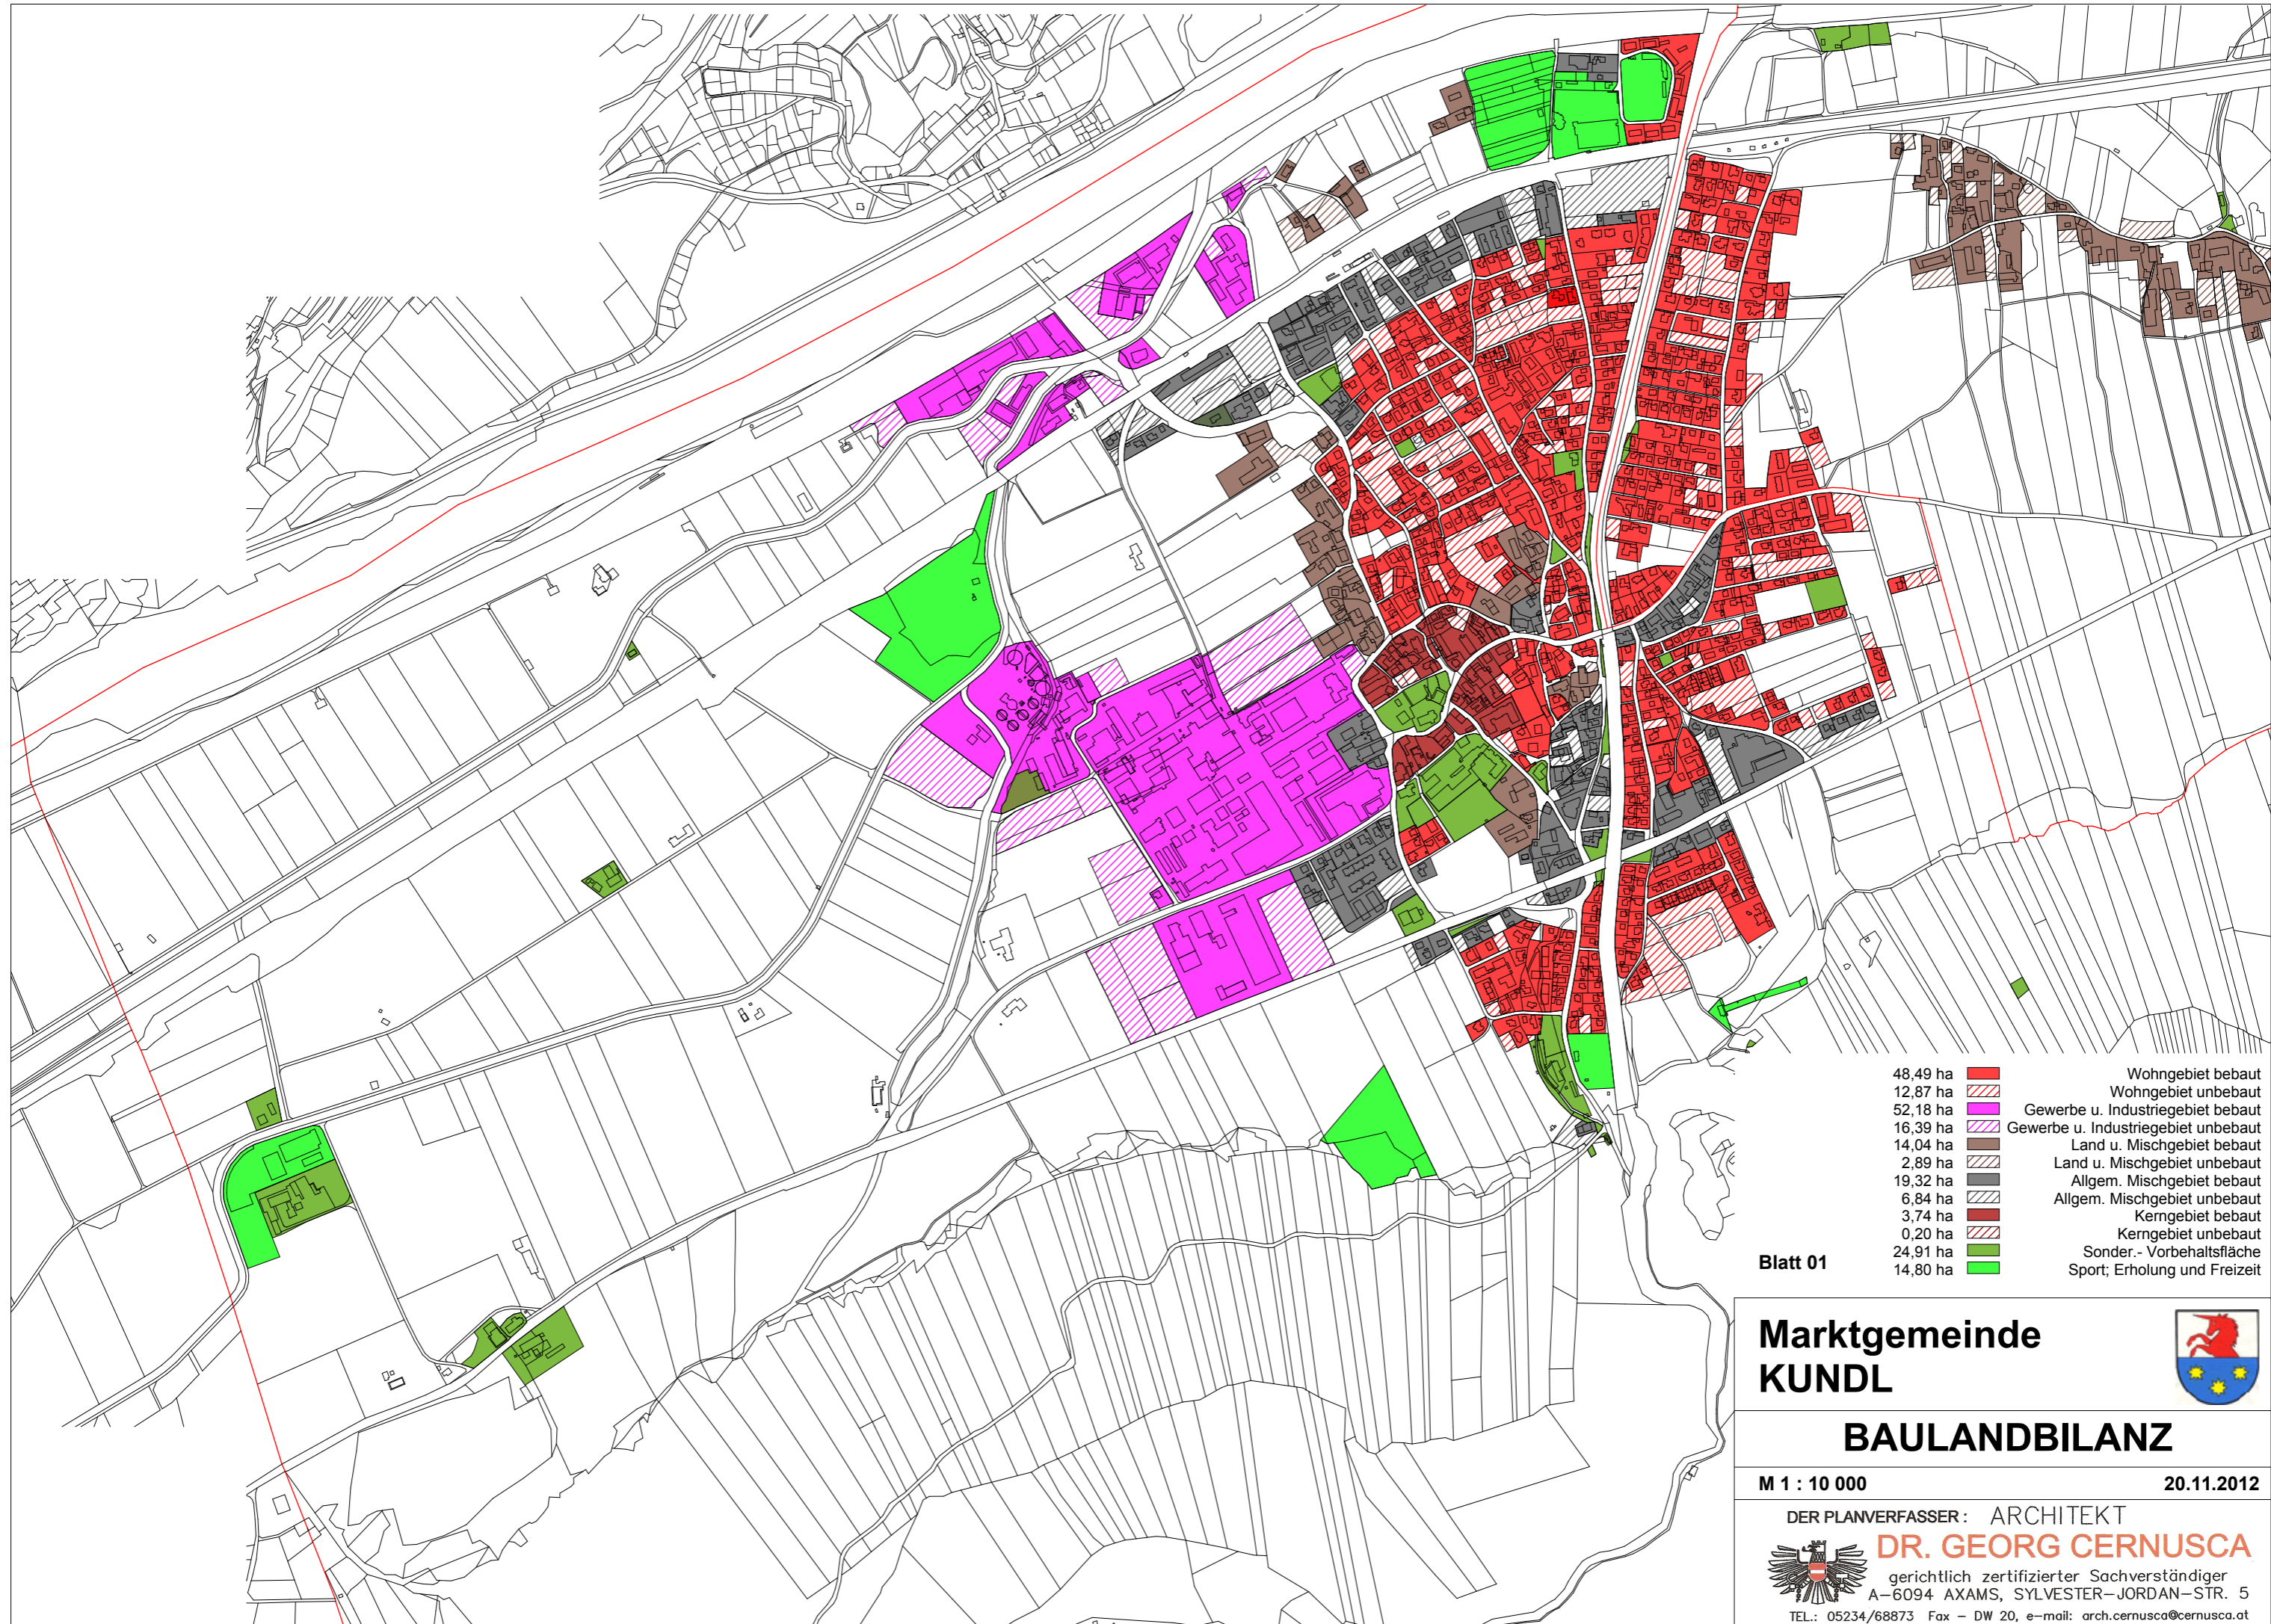 48,49 ha Wohngebiet bebaut
12,87 ha Wohngebiet unbebaut
52,18 ha Gewerbe u. Industriegebiet bebaut
16,39 ha Gewerbe u. Industriegebiet unbebaut
14,04 ha Land u. Mischgebiet bebaut
2,89 ha Land u. Mischgebiet unbebaut
19,32 ha Allgem. Mischgebiet bebaut
6,84 ha Allgem. Mischgebiet unbebaut
3,74 ha Kerngebiet bebaut
0,20 ha Kerngebiet unbebaut
24,91 ha Sonder.- Vorbehaltsfläche
14,80 ha Sport; Erholung und Freizeit
Blatt 01
Marktgemeinde
KUNDL
BAULANDBILANZ
M 1 : 10 000 20.11.2012
DER PLANVERFASSER : ARCHITEKT
DR. GEORG CERNUSCA
gerichtlich zertifizierter Sachverständiger
A-6094 AXAMS, SYLVESTER-JORDAN-STR. 5
TEL.: 05234/68873 Fax - DW 20, e-mail: arch.cernusca@cernusca.at